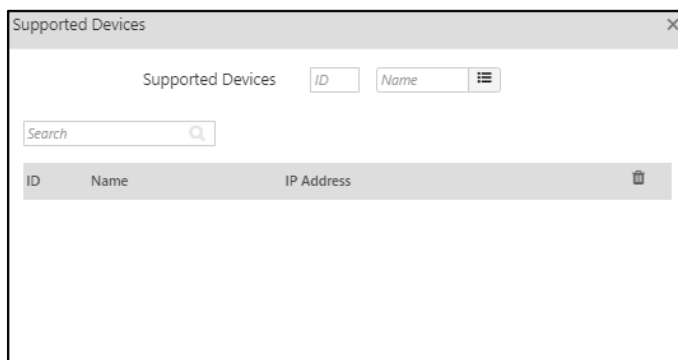 Supported Devices
Supported Devices ID Name
Search
ID Name IP Address